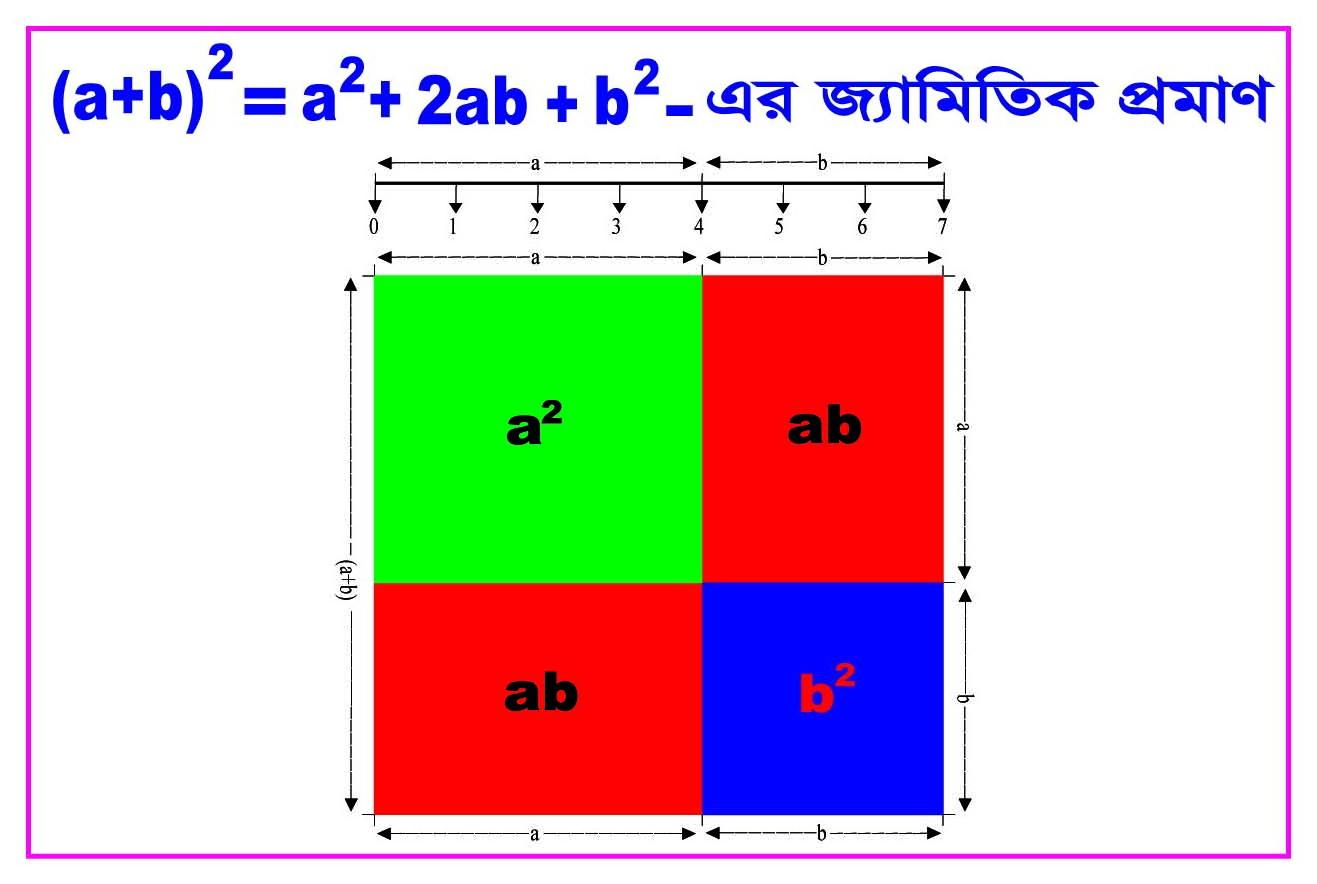 (a+b)² = a² + 2ab + b² – এর জ্যামিতিক প্রমাণ
a b
0 1 2 3 4 5 6 7
a b
a² ab
a
(a+b)
ab b²
b
a b